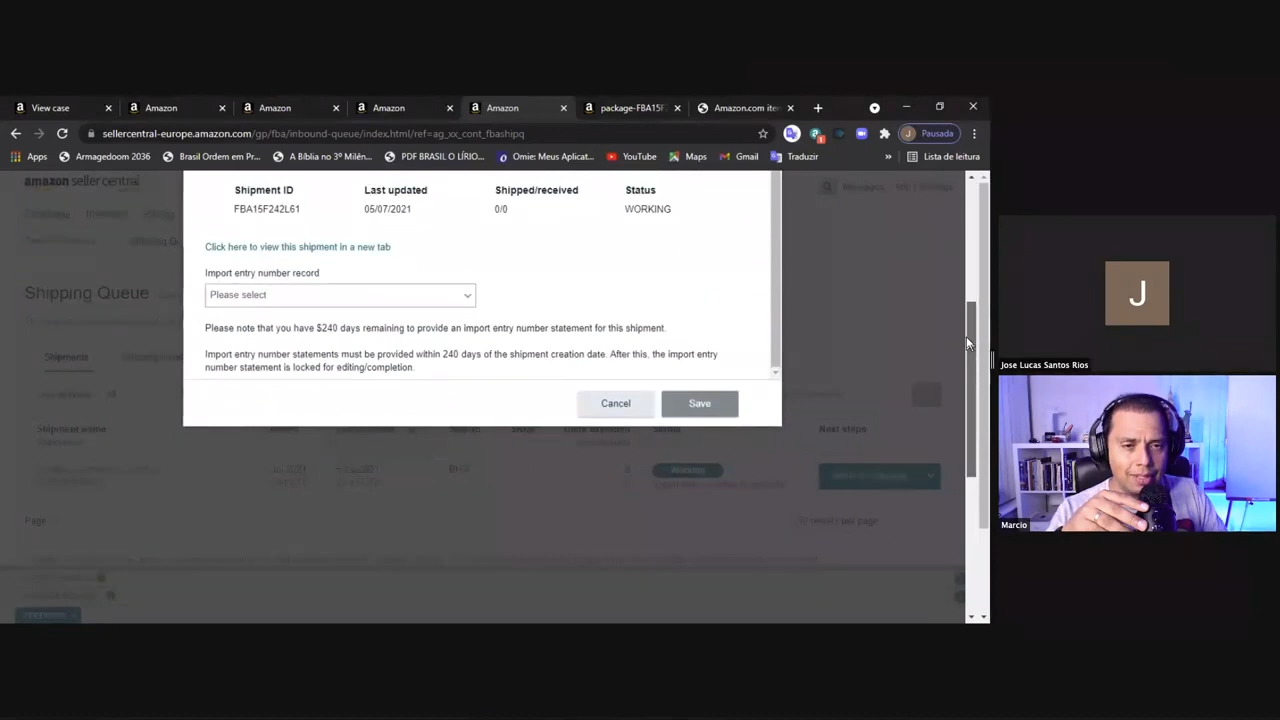 View case
Amazon
Amazon
Amazon
Amazon
package-FBA15F
Amazon.com ite
sellercentral-europe.amazon.com/gp/fba/inbound-queue/index.html/ref=ag_xx_cont_fbashipq
J Pausada
Apps
Armagedoom 2036
Brasil Ordem em Pr...
A Bíblia no 3º Milên...
PDF BRASIL O LÍRIO...
Omie: Meus Aplicat...
YouTube
Maps
Gmail
Traduzir
»
Lista de leitura
amazon seller central
Shipment ID
Last updated
Shipped/received
Status
FBA15F242L61
05/07/2021
0/0
WORKING
Click here to view this shipment in a new tab
Import entry number record
Please select
Shipping Queue
Please note that you have $240 days remaining to provide an import entry number statement for this shipment.
Import entry number statements must be provided within 240 days of the shipment creation date. After this, the import entry
number statement is locked for editing/completion.
Cancel
Save
Shipments
Shipment name
Next steps
Working
Page
J
Jose Lucas Santos Rios
Marcio